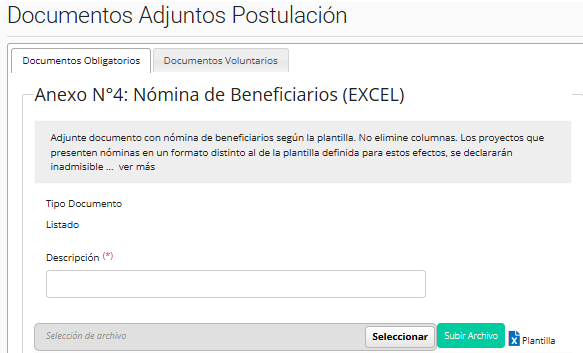 Documentos Adjuntos Postulación
Documentos Obligatorios
Documentos Voluntarios
Anexo N°4: Nómina de Beneficiarios (EXCEL)
Adjunte documento con nómina de beneficiarios según la plantilla. No elimine columnas. Los proyectos que
presenten nóminas en un formato distinto al de la plantilla definida para estos efectos, se declararán
inadmisible ... ver más
Tipo Documento
Listado
Descripción (*)
Selección de archivo
Seleccionar
Subir Archivo
Plantilla